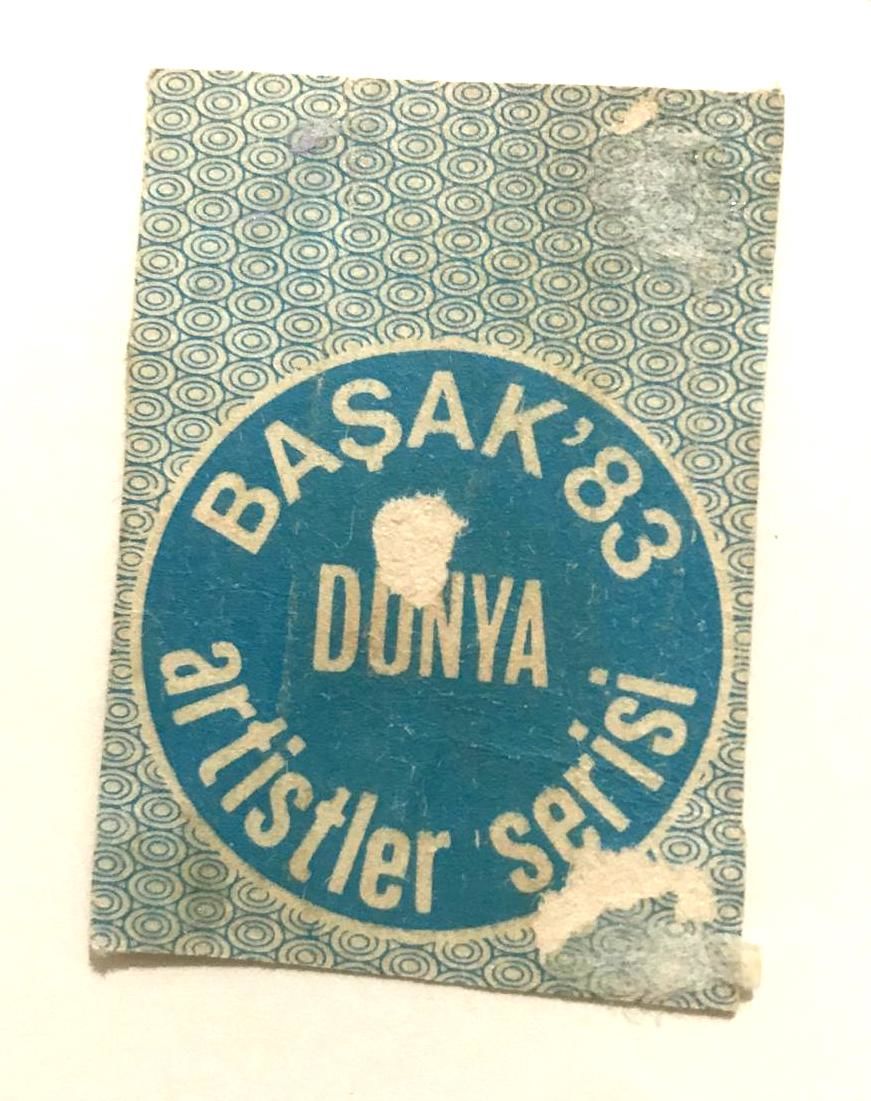 BAŞAK'83
DÜNYA
artistler serisi